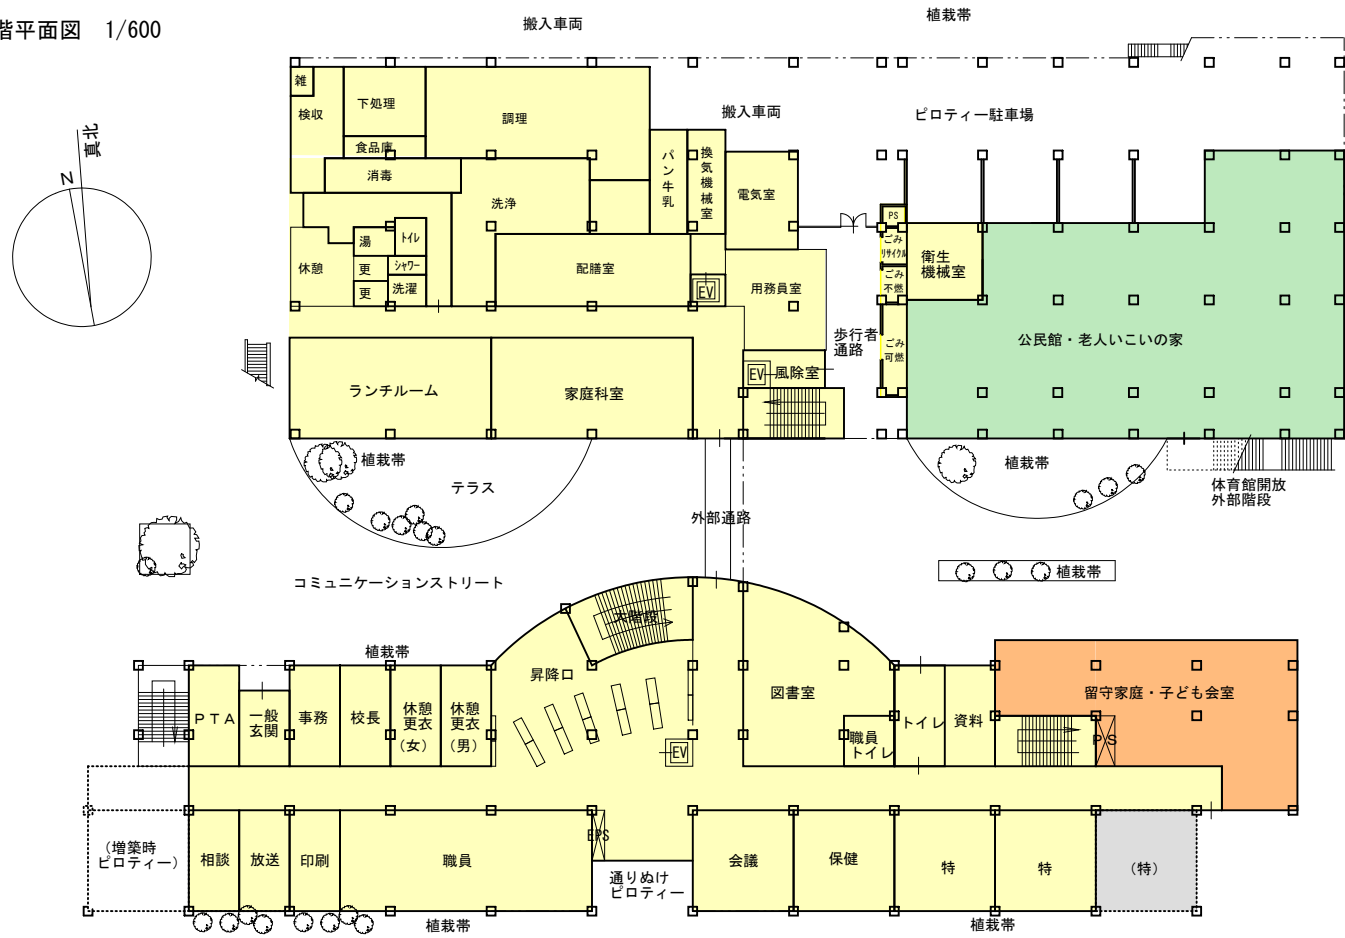 階平面図 1/600
搬入車両
植栽帯
真北
N
雑
検収
下処理
調理
食品庫
消毒
洗浄
パン牛乳
換気機械室
搬入車両
電気室
ピロティー駐車場
湯
トイレ
休憩
更
シャワー
更
洗濯
配膳室
EV
用務員室
PS
ごみ
リサイクル
ごみ
不燃
衛生
機械室
歩行者
通路
ごみ
可燃
公民館・老人いこいの家
ランチルーム
家庭科室
EV
風除室
植栽帯
テラス
植栽帯
体育館開放
外部階段
外部通路
コミュニケーションストリート
植栽帯
大階段
植栽帯
昇降口
図書室
留守家庭・子ども会室
PTA
一般
玄関
事務
校長
休憩
更衣
(女)
休憩
更衣
(男)
EV
職員
トイレ
トイレ
資料
PS
(増築時
ピロティー)
相談
放送
印刷
職員
EPS
通りぬけ
ピロティー
会議
保健
特
特
(特)
植栽帯
植栽帯